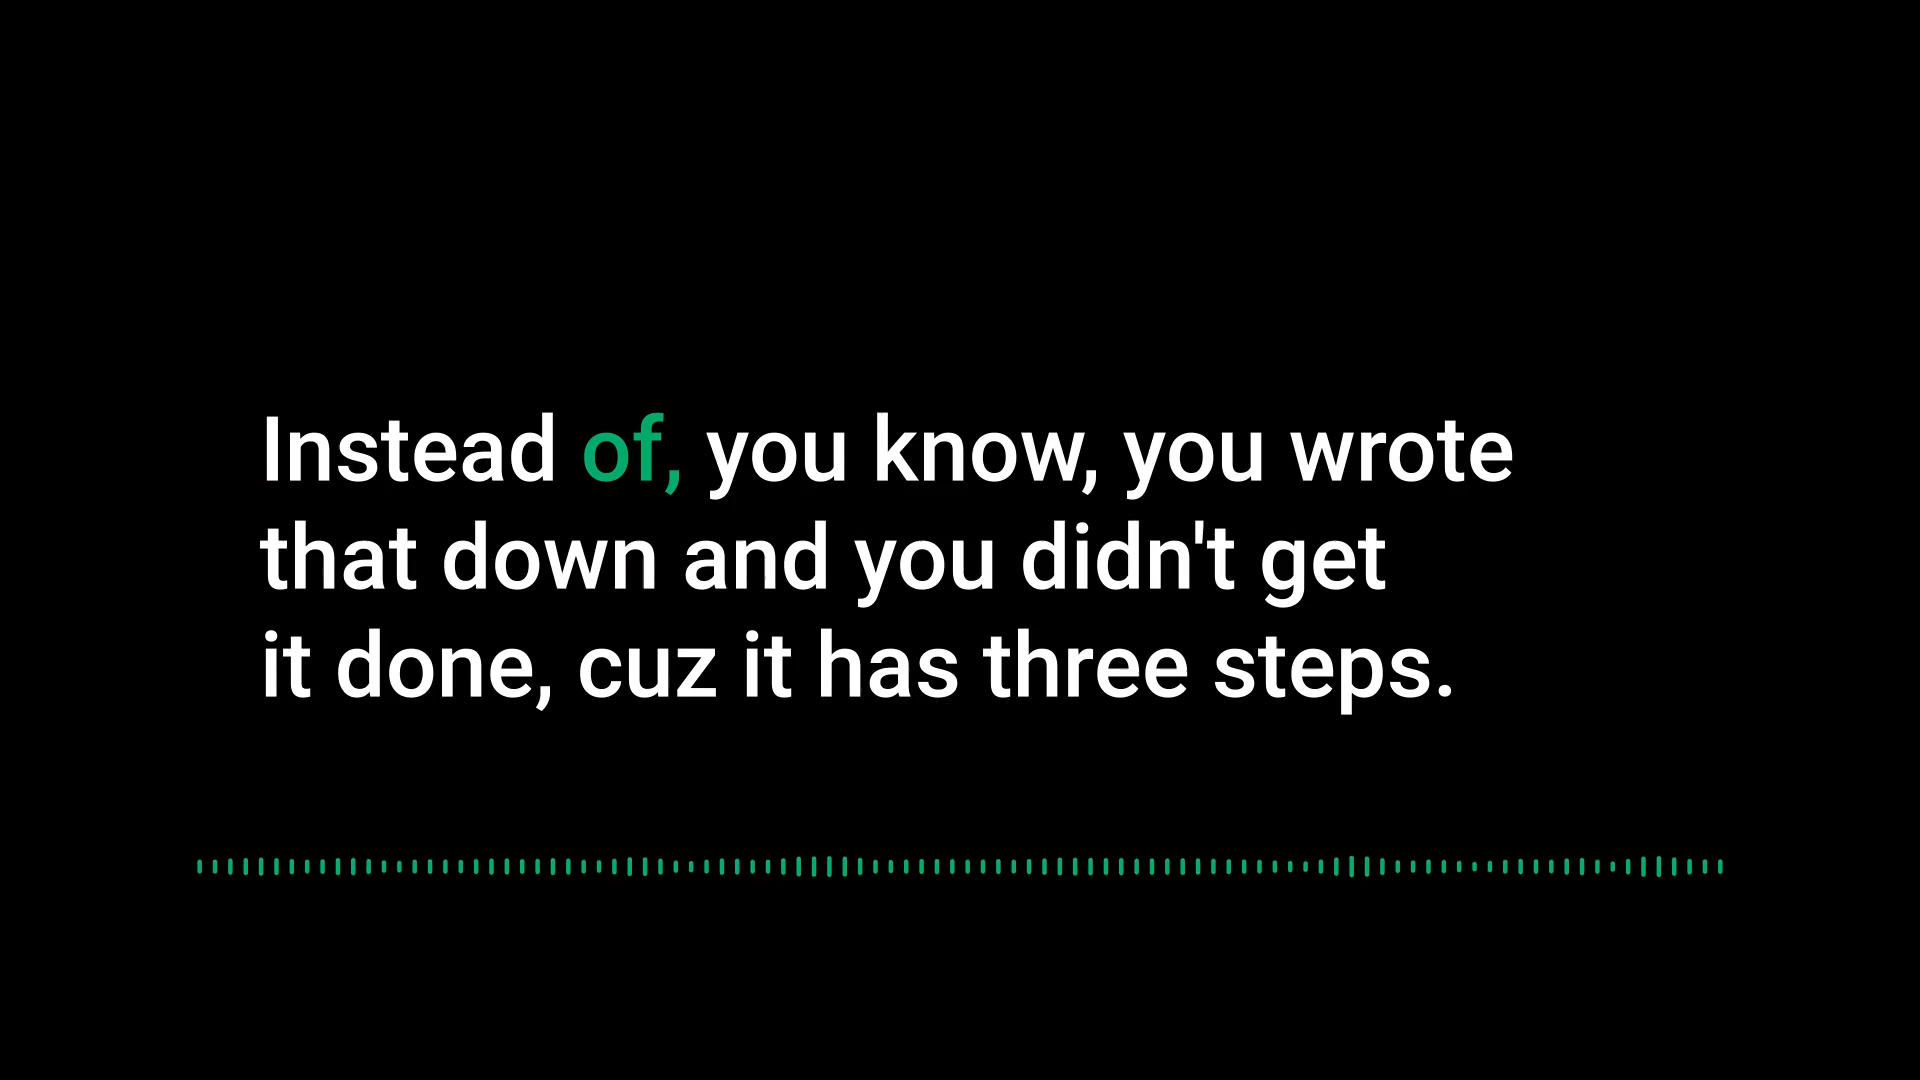 Instead of, you know, you wrote
that down and you didn't get
it done, cuz it has three steps.